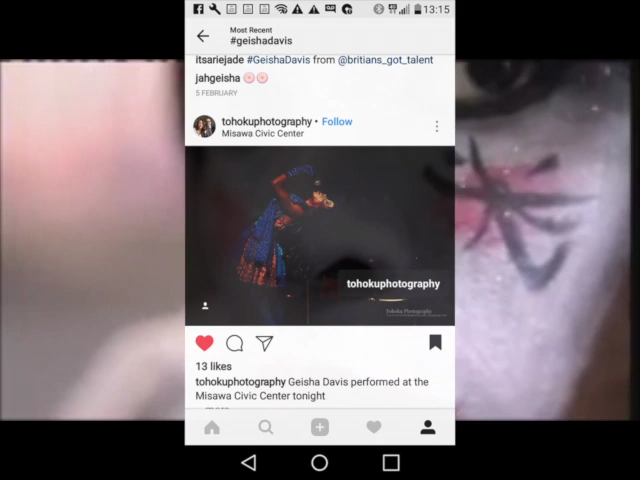 13:15
Most Recent
#geishadavis
itsariejade #GeishaDavis from @britians_got_talent
jahgeisha
5 FEBRUARY
tohokuphotography • Follow
Misawa Civic Center
tohokuphotography
Tohoku Photography
13 likes
tohokuphotography Geisha Davis performed at the
Misawa Civic Center tonight